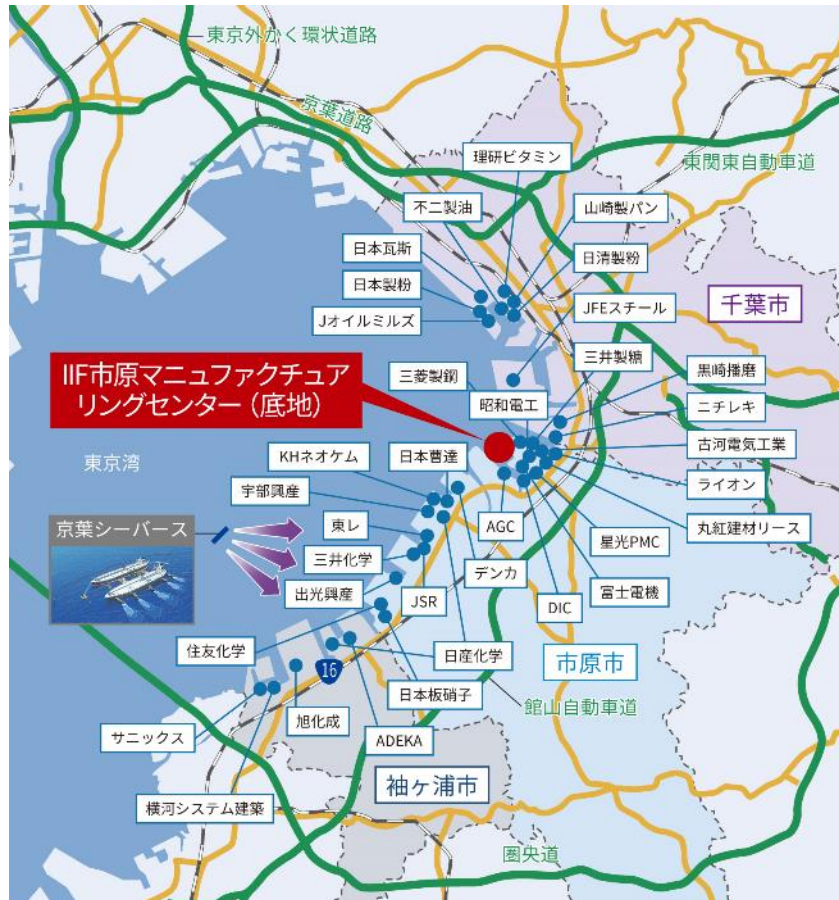 東京外かく環状道路
京葉道路
理研ビタミン
東関東自動車道
不二製油
山崎製パン
日本瓦斯
日清製粉
日本製粉
千葉市
JFEスチール
Jオイルミルズ
三井製糖
IIF市原マニュファクチュア
リングセンター（底地）
三菱製鋼
黒崎播磨
昭和電工
ニチレキ
東京湾
KHネオケム
日本曹達
古河電気工業
宇部興産
ライオン
京葉シーバース
東レ
AGC
星光PMC
丸紅建材リース
三井化学
デンカ
出光興産
JSR
DIC
富士電機
住友化学
16
日産化学
市原市
日本板硝子
館山自動車道
サニックス
旭化成
ADEKA
袖ヶ浦市
横河システム建築
圏央道